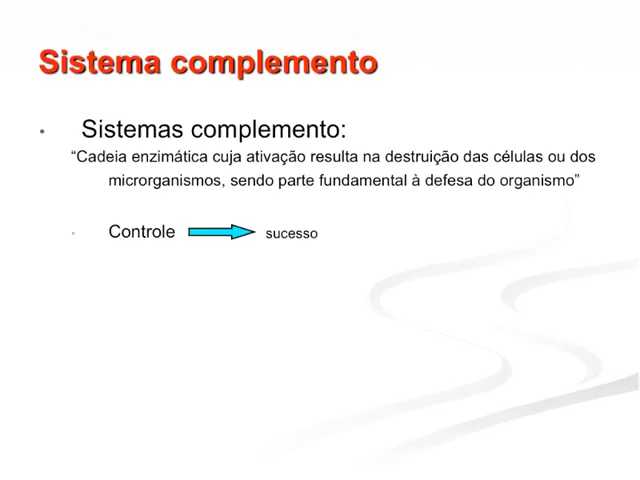 Sistema complemento
• Sistemas complemento:
“Cadeia enzimática cuja ativação resulta na destruição das células ou dos
microrganismos, sendo parte fundamental à defesa do organismo”
• Controle sucesso